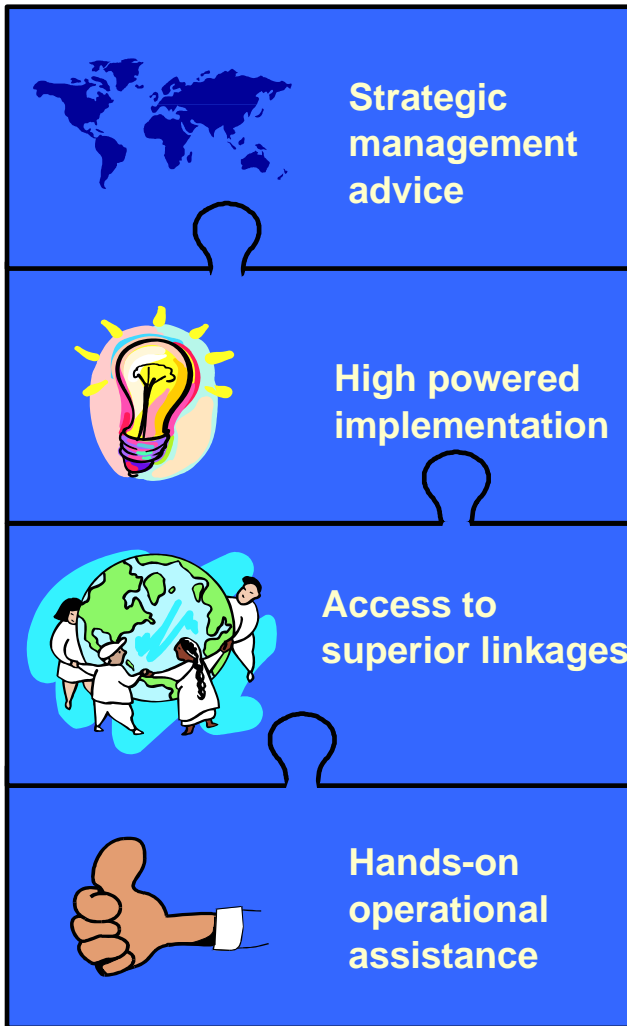 Strategic
management
advice
High powered
implementation
Access to
superior linkages
Hands-on
operational
assistance